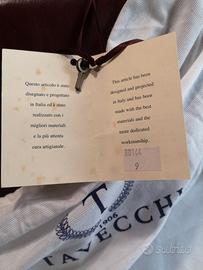 Questo articolo è stato
disegnato e progettato
in Italia ed è stato
realizzato con i
migliori materiali
e la più attenta
cura artigianale.
This article has been
designed and projected
in Italy and has been
made with the best
materials and the
more dedicated
workmanship.
9
T
1906
TAVECCHI
Subito